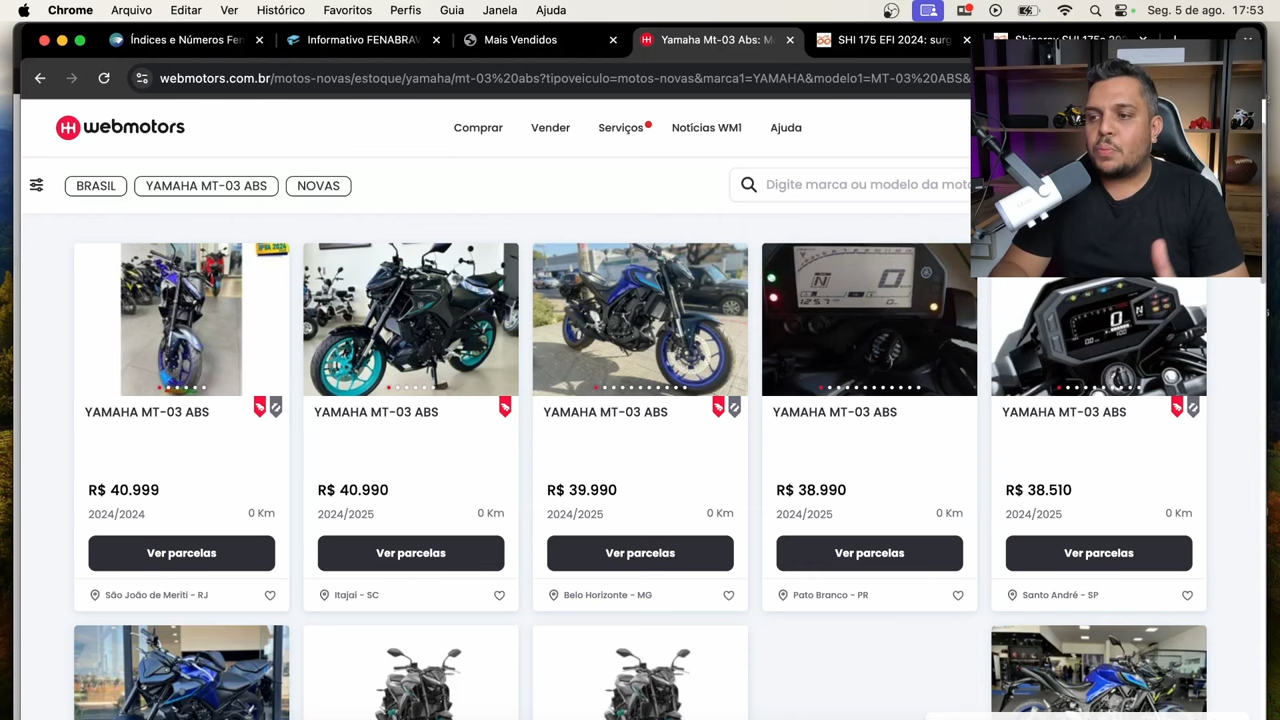 Chrome Arquivo Editar Ver Histórico Favoritos Perfis Guia Janela Ajuda Seg. 5 de ago. 17:53
Índices e Números Fen Informativo FENABRAV Mais Vendidos Yamaha Mt-03 Abs: M SHI 175 EFI 2024: surg Shineray SHI 175s 20
webmotors.com.br/motos-novas/estoque/yamaha/mt-03%20abs?tipoveiculo=motos-novas&marca1=YAMAHA&modelo1=MT-03%20ABS&
webmotors Comprar Vender Serviços Notícias WM1 Ajuda
BRASIL YAMAHA MT-03 ABS NOVAS Digite marca ou modelo da moto
YAMAHA MT-03 ABS YAMAHA MT-03 ABS YAMAHA MT-03 ABS YAMAHA MT-03 ABS YAMAHA MT-03 ABS
R$ 40.999 R$ 40.990 R$ 39.990 R$ 38.990 R$ 38.510
2024/2024 0 Km 2024/2025 0 Km 2024/2025 0 Km 2024/2025 0 Km 2024/2025 0 Km
Ver parcelas Ver parcelas Ver parcelas Ver parcelas Ver parcelas
São João de Meriti - RJ Itajaí - SC Belo Horizonte - MG Pato Branco - PR Santo André - SP